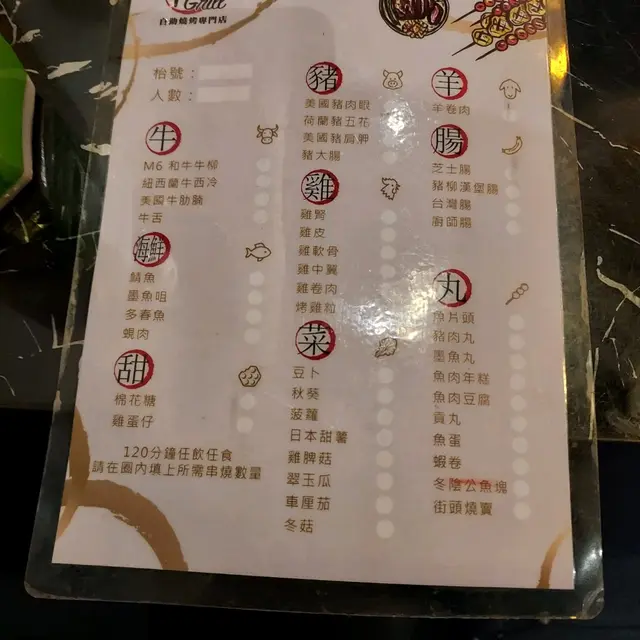 Grill
自助燒烤專門店
枱號：
人數：
牛
M6 和牛牛柳
紐西蘭牛西冷
美國牛肋腩
牛舌
海鮮
鯖魚
墨魚咀
多春魚
蜆肉
甜
棉花糖
雞蛋仔
120分鐘任飲任食
請在圈內填上所需串燒數量
豬
美國豬肉眼
荷蘭豬五花
美國豬肩胛
豬大腸
雞
雞腎
雞皮
雞軟骨
雞中翼
雞卷肉
烤雞粒
菜
豆卜
秋葵
菠蘿
日本甜薯
雞脾菇
翠玉瓜
車厘茄
冬菇
羊
羊卷肉
腸
芝士腸
豬柳漢堡腸
台灣腸
廚師腸
丸
魚片頭
豬肉丸
墨魚丸
魚肉年糕
魚肉豆腐
貢丸
魚蛋
蝦卷
冬陰公魚塊
街頭燒賣